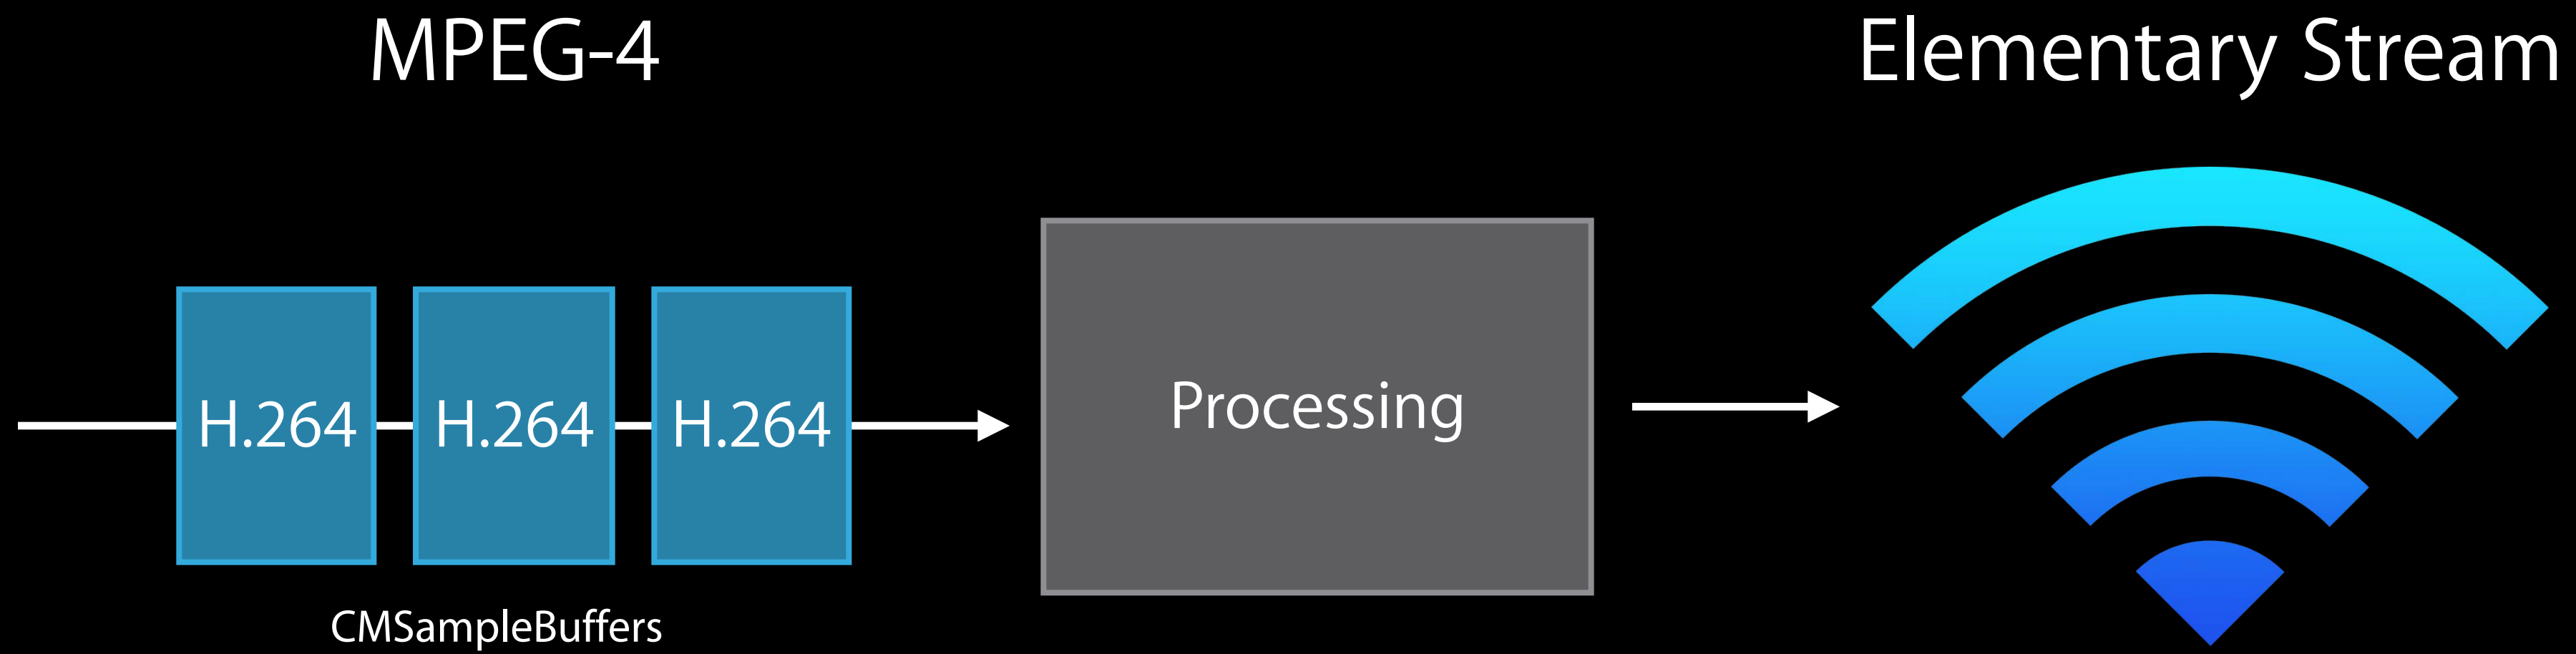 MPEG-4
Elementary Stream
H.264
H.264
H.264
Processing
CMSampleBuffers